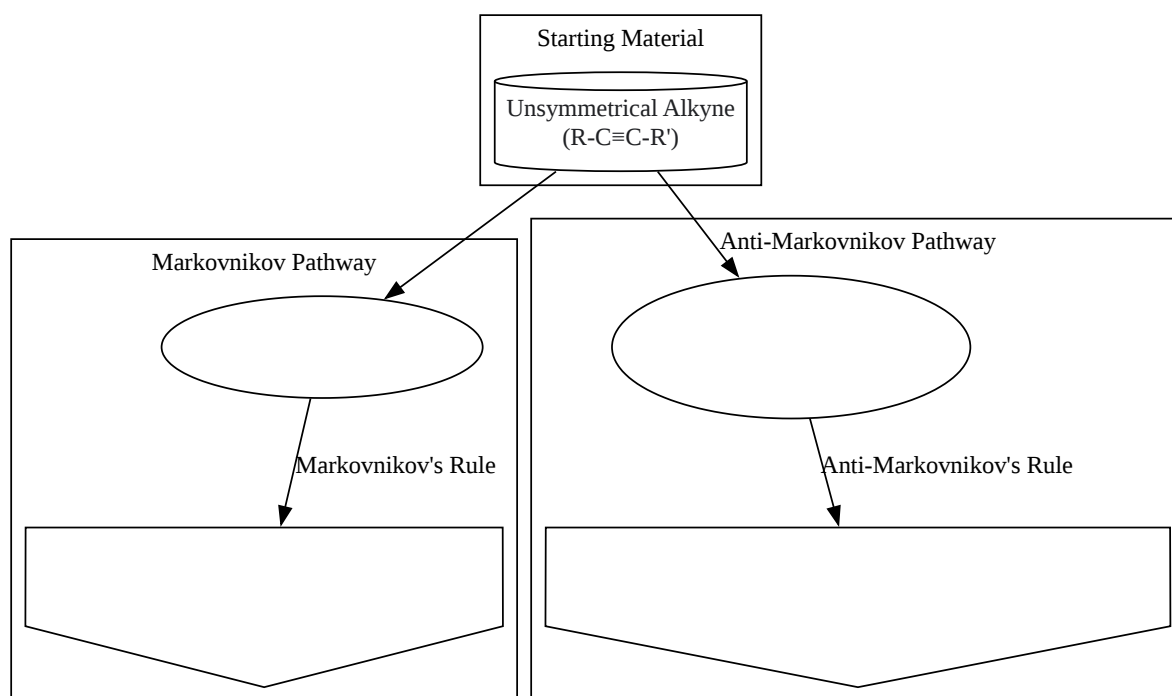 Starting Material
Unsymmetrical Alkyne
(R-C≡C-R')
Markovnikov Pathway
Anti-Markovnikov Pathway
Markovnikov's Rule
Anti-Markovnikov's Rule